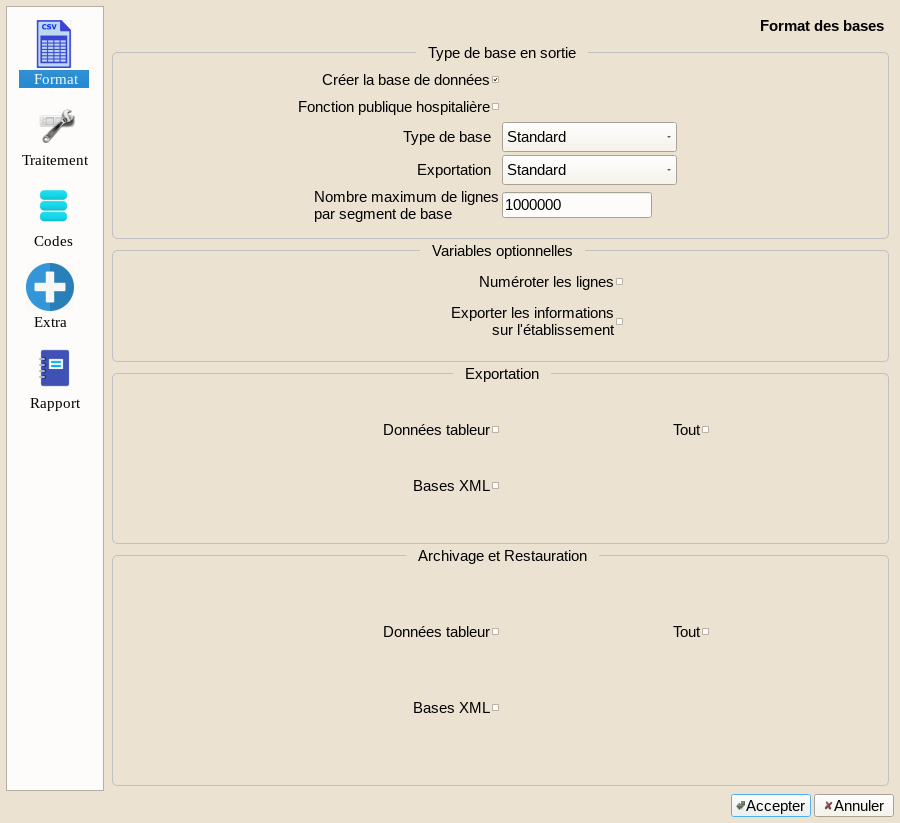 CSV
Format
Traitement
Codes
Extra
Rapport
Format des bases
Type de base en sortie
Créer la base de données
Fonction publique hospitalière
Type de base Standard
Exportation Standard
Nombre maximum de lignes
par segment de base 1000000
Variables optionnelles
Numéroter les lignes
Exporter les informations
sur l'établissement
Exportation
Données tableur Tout
Bases XML
Archivage et Restauration
Données tableur Tout
Bases XML
Accepter Annuler